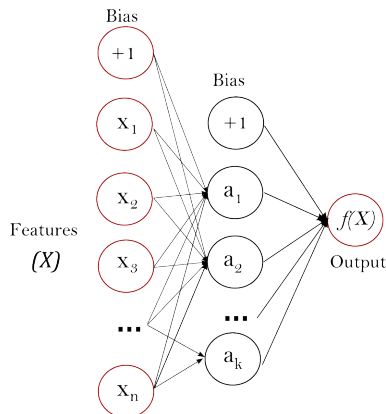 Bias
+1
x1
x2
x3
...
xn
Features
(X)
Bias
+1
a1
a2
...
ak
f(X)
Output